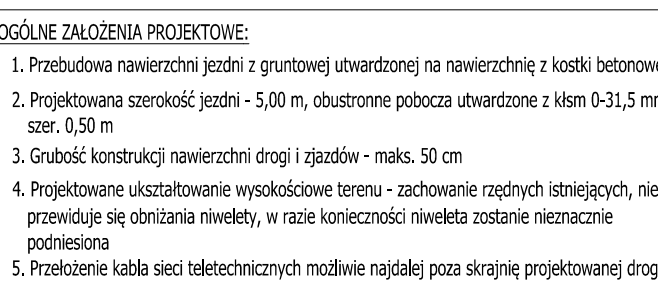 OGÓLNE ZAŁOŻENIA PROJEKTOWE:
1. Przebudowa nawierzchni jezdni z gruntowej utwardzonej na nawierzchnię z kostki betonowe
2. Projektowana szerokość jezdni - 5,00 m, obustronne pobocza utwardzone z kłsm 0-31,5 mm
szer. 0,50 m
3. Grubość konstrukcji nawierzchni drogi i zjazdów - maks. 50 cm
4. Projektowane ukształtowanie wysokościowe terenu - zachowanie rzędnych istniejących, nie
przewiduje się obniżania niwelety, w razie konieczności niweleta zostanie nieznacznie
podniesiona
5. Przełożenie kabla sieci teletechnicznych możliwie najdalej poza skrajnię projektowanej drog